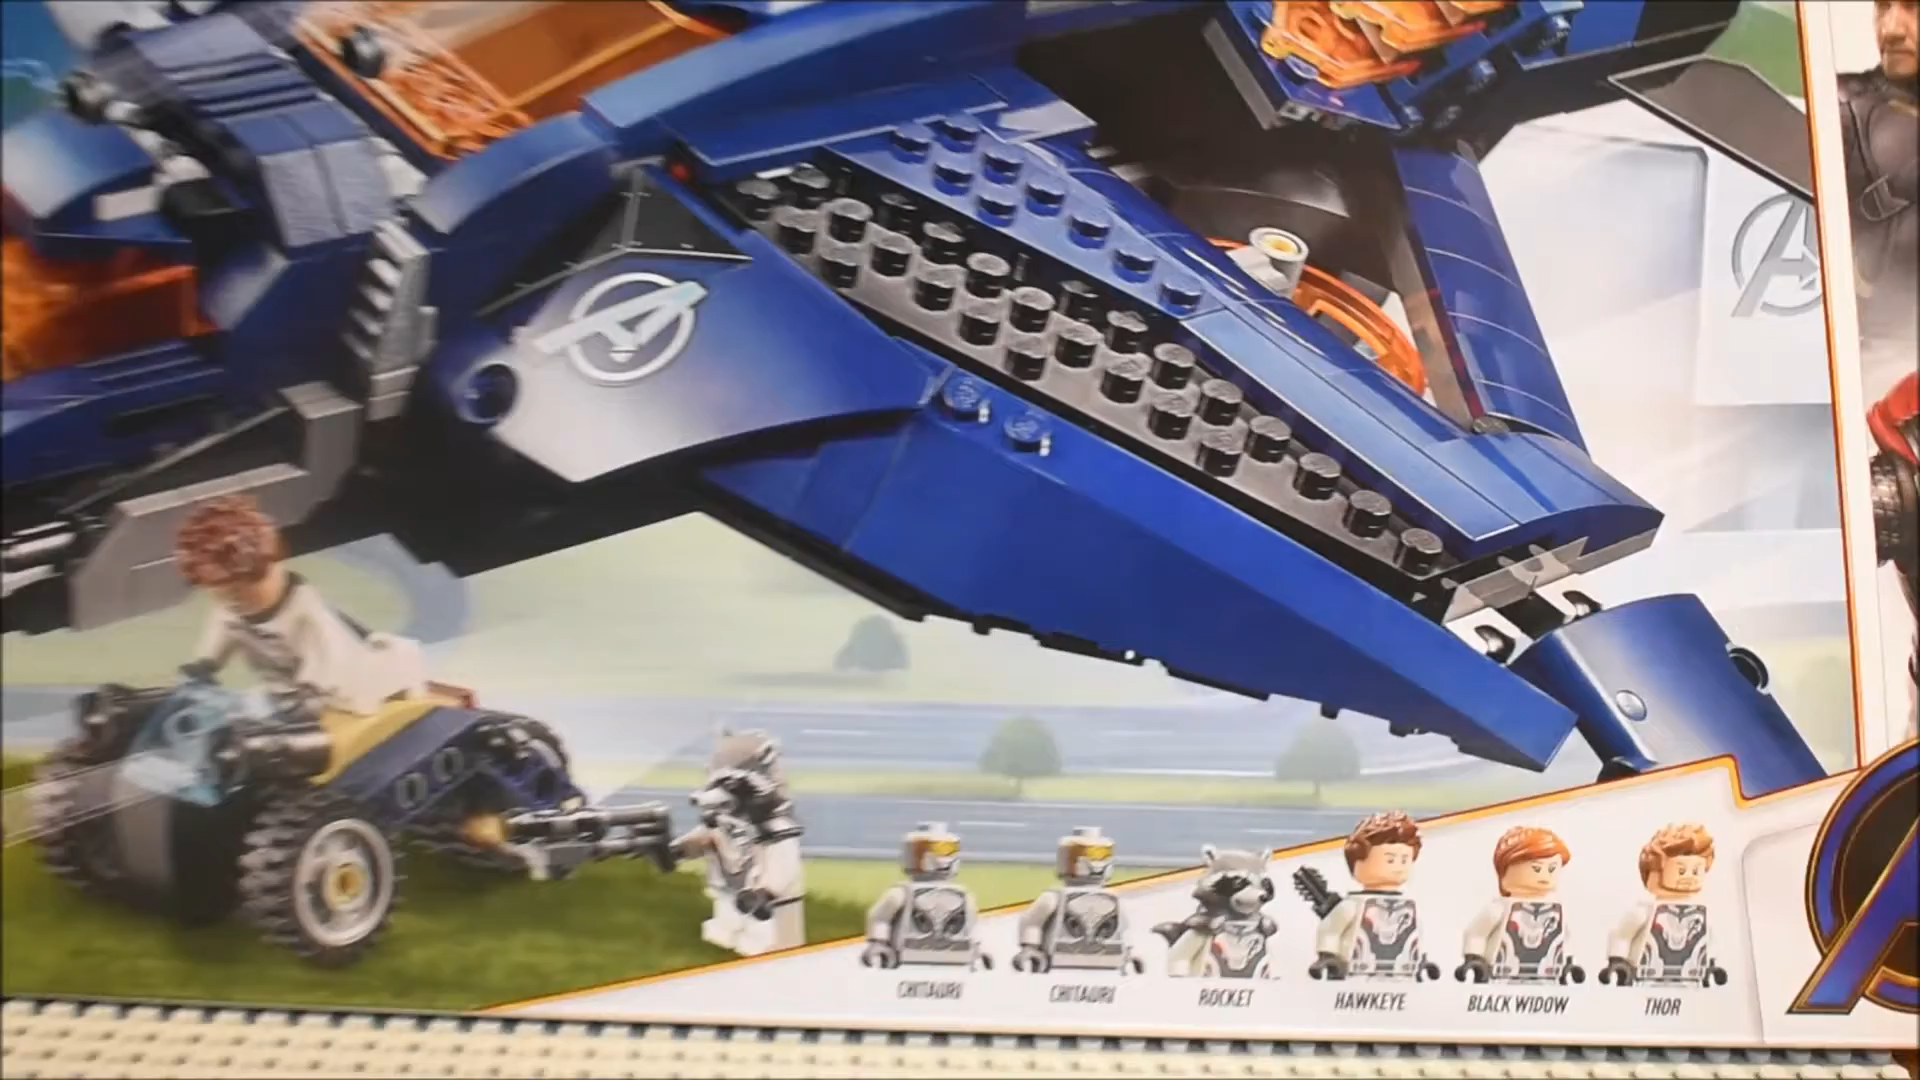 CHITAURI
CHITAURI
ROCKET
HAWKEYE
BLACK WIDOW
THOR